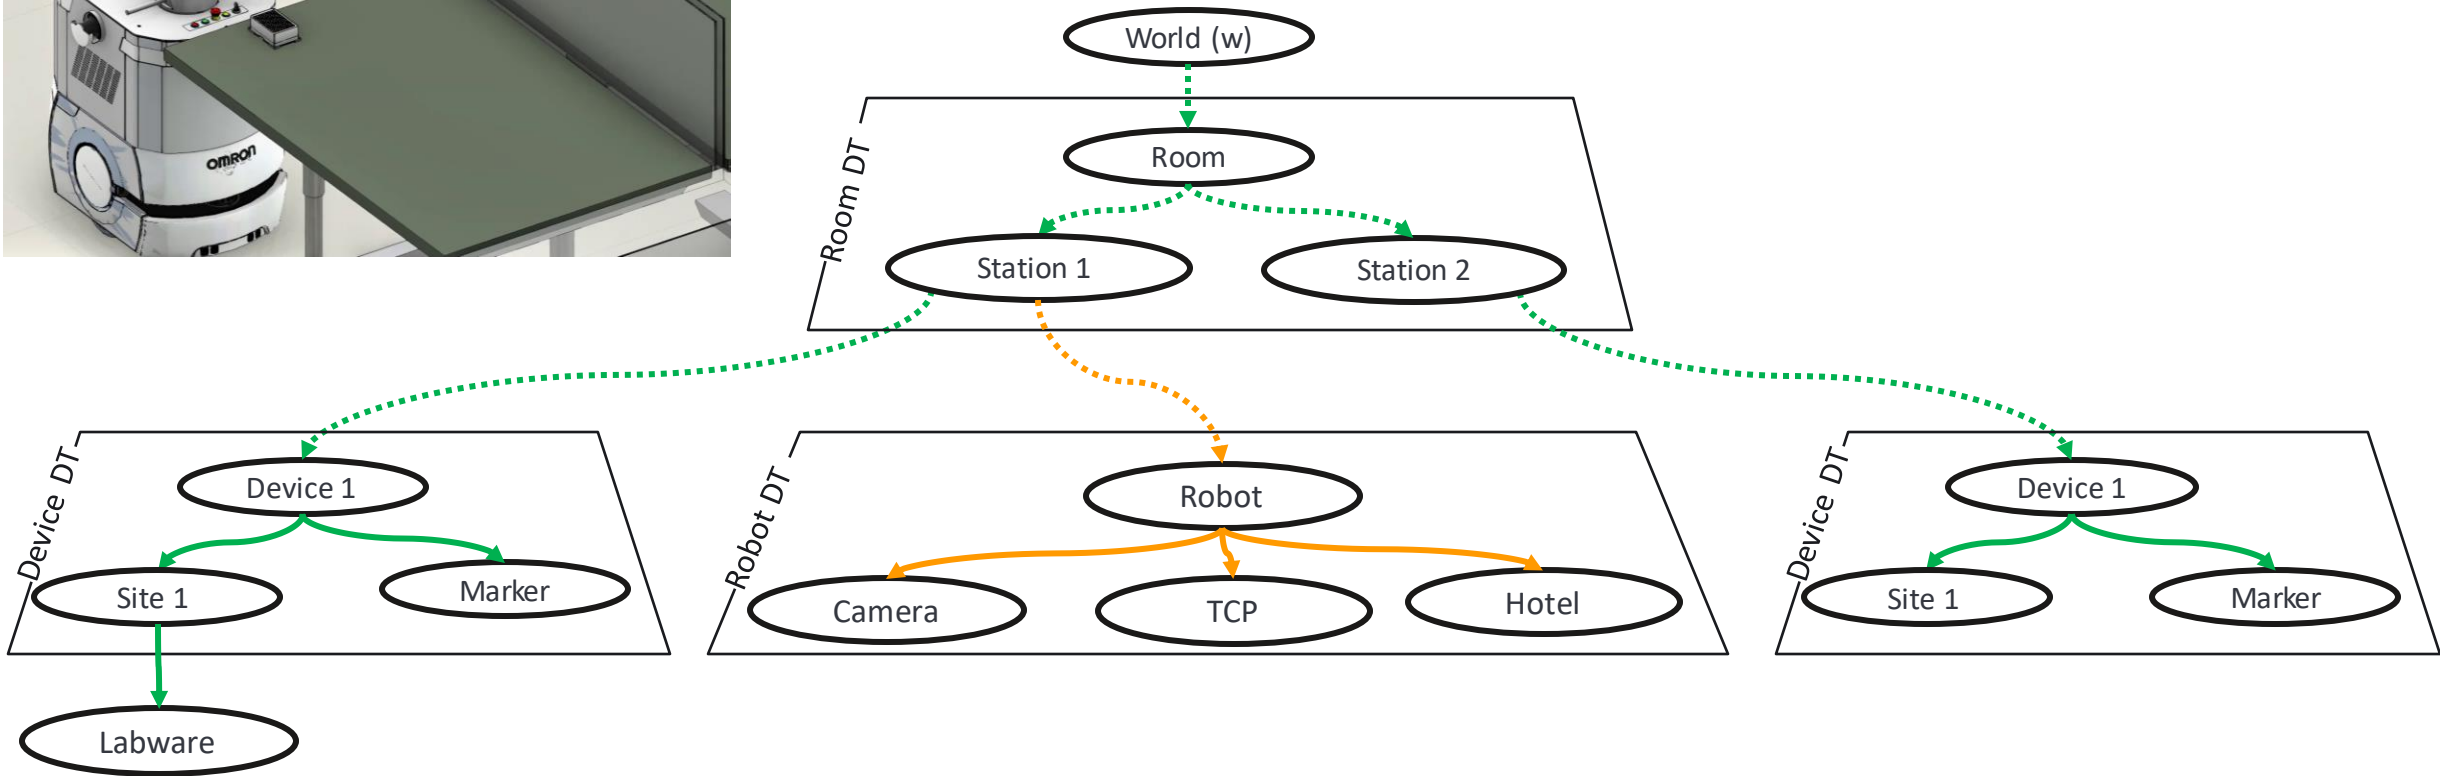 OMRON
World (w)
Room DT
Room
Station 1
Station 2
Device DT
Device 1
Site 1
Marker
Labware
Robot DT
Robot
Camera
TCP
Hotel
Device DT
Device 1
Site 1
Marker